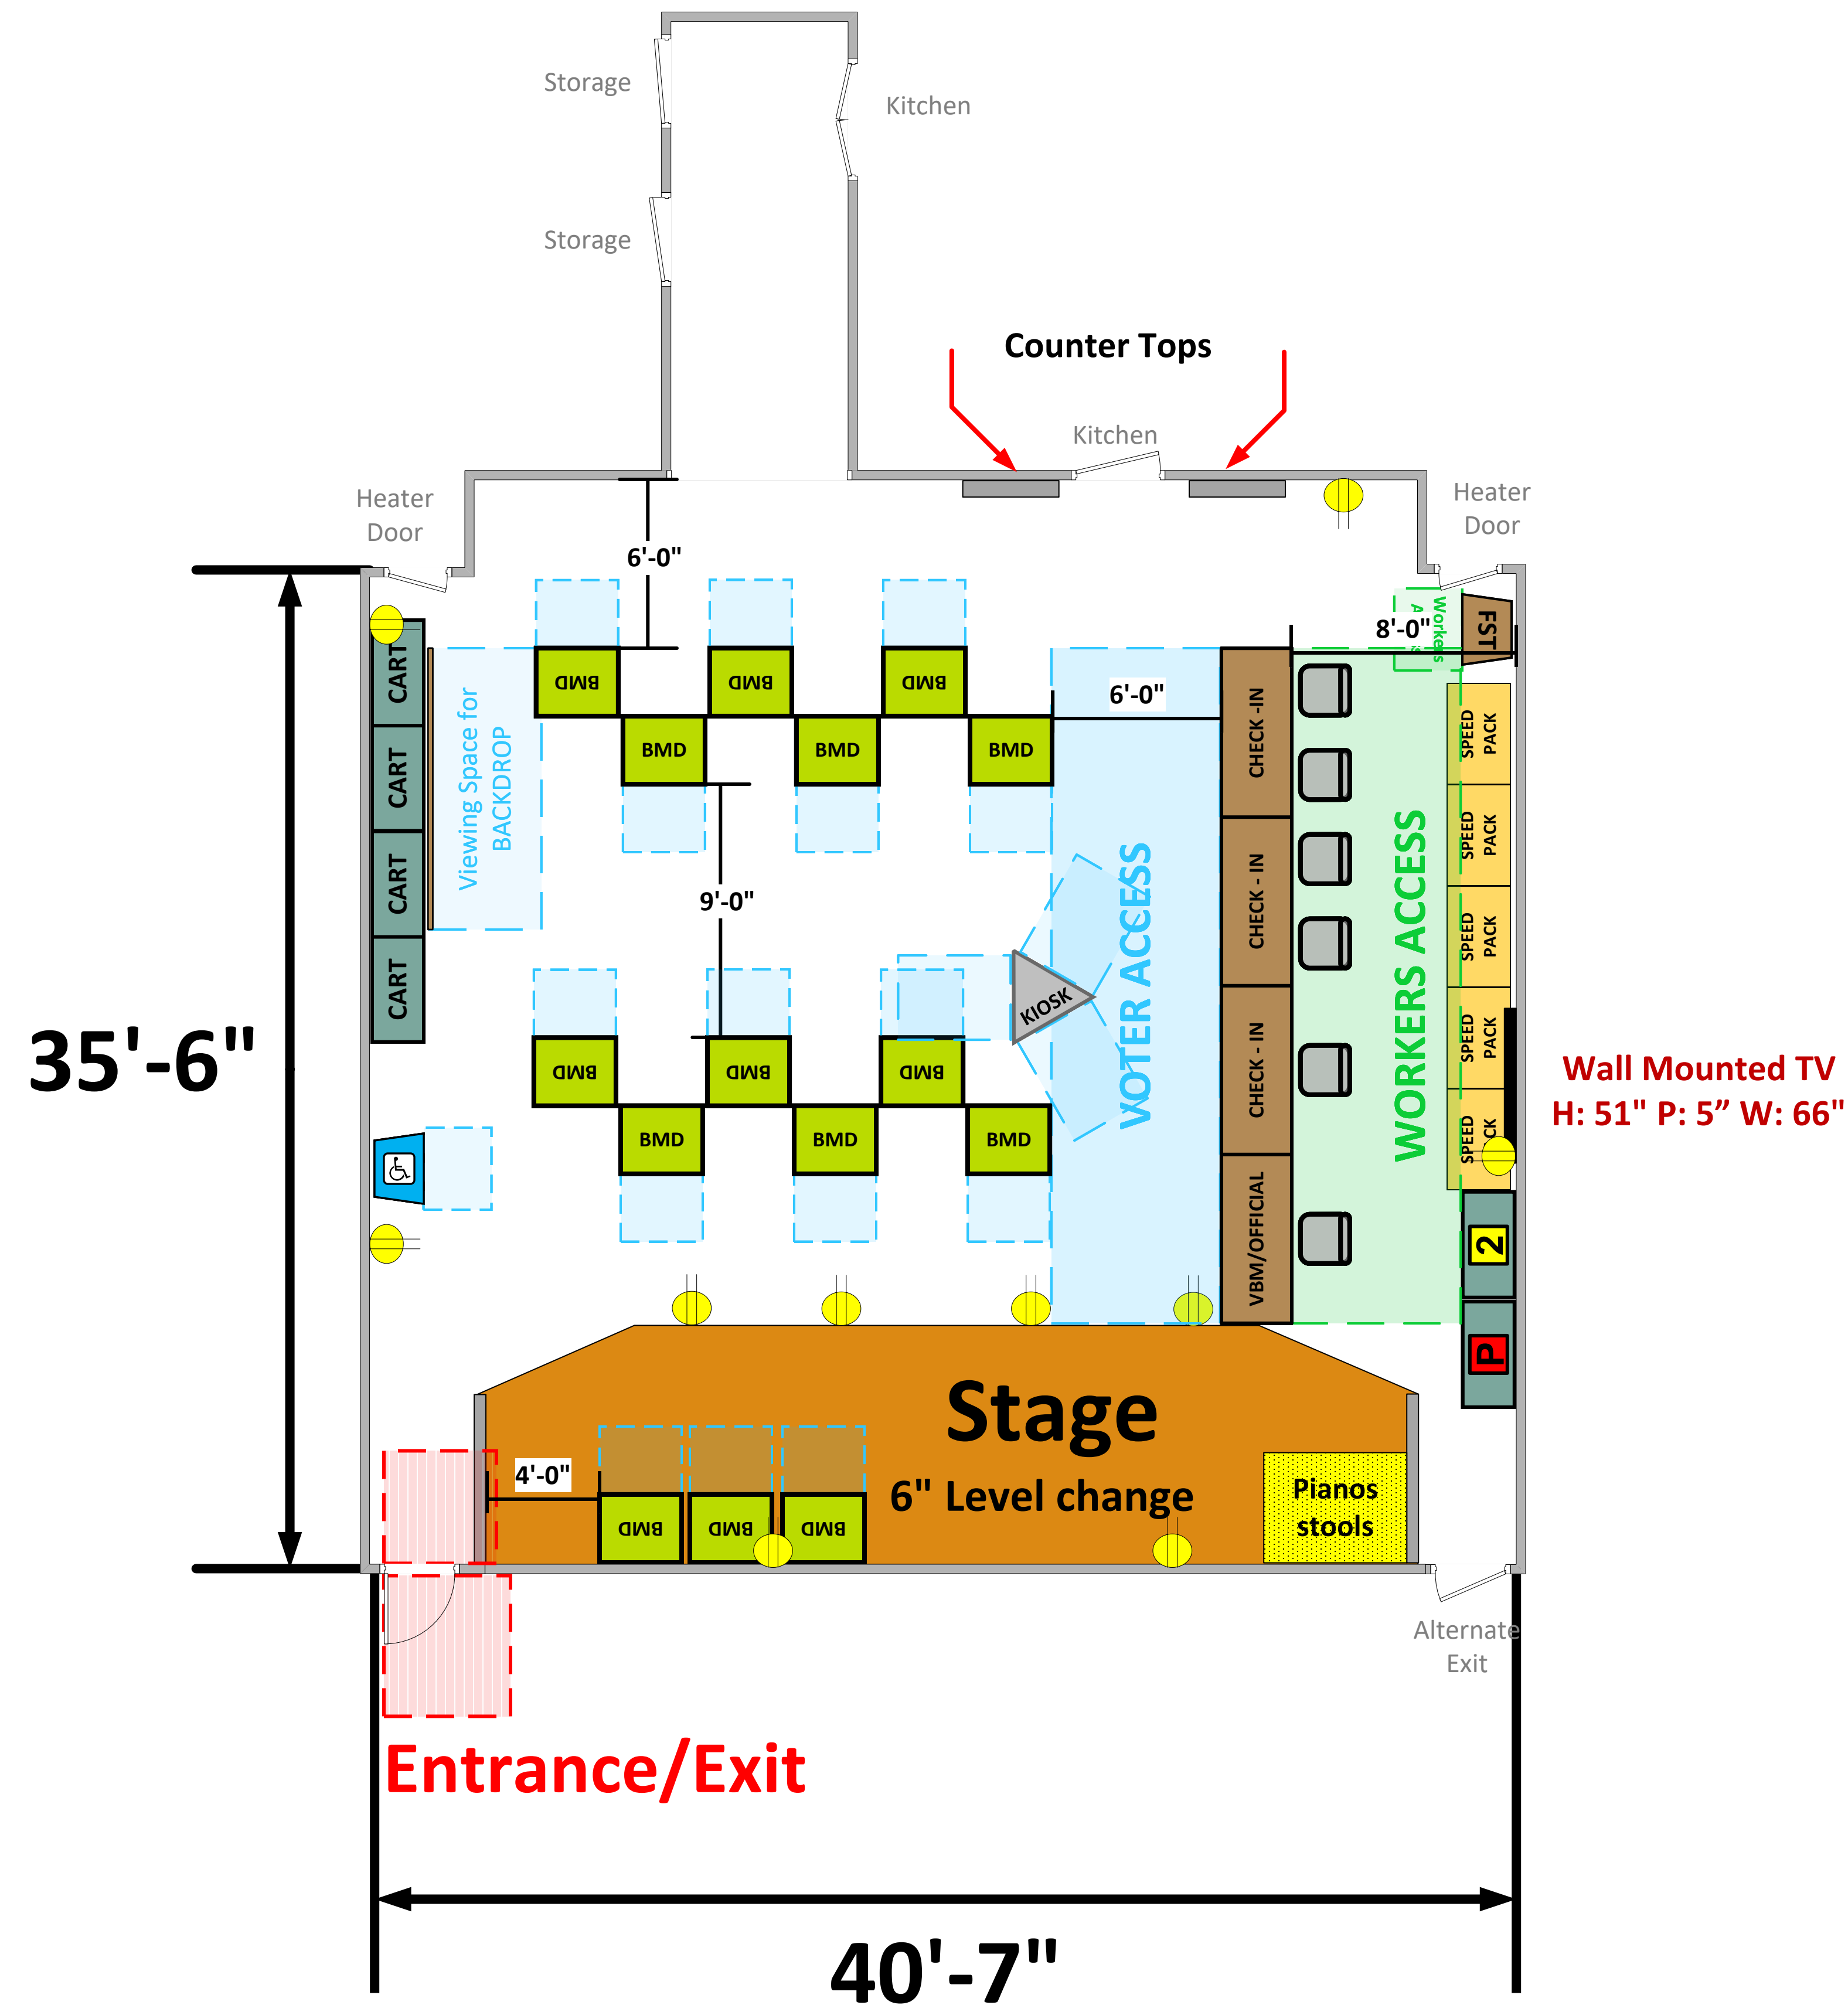 Storage
Kitchen
Storage
Counter Tops
Kitchen
Heater
Door
Heater
Door
6'-0"
8'-0"
Workers
FST
CART
CART
CART
CART
Viewing Space for
BACKDROP
BMD
BMD
BMD
BMD
BMD
BMD
6'-0"
9'-0"
KIOSK
VOTER ACCESS
CHECK -IN
CHECK - IN
CHECK - IN
VBM/OFFICIAL
WORKERS ACCESS
SPEED
PACK
SPEED
PACK
SPEED
PACK
SPEED
PACK
SPEED
CK
35'-6"
Wall Mounted TV
H: 51" P: 5” W: 66"
BMD
BMD
BMD
BMD
BMD
BMD
2
P
Stage
6" Level change
4'-0"
BMD
BMD
BMD
Pianos
stools
Alternate
Exit
Entrance/Exit
40'-7"